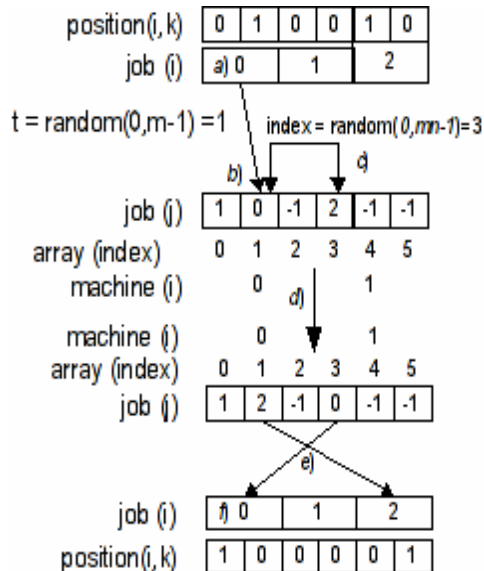 position(i,k) 0 1 0 0 1 0
job (i) a) 0 1 2
t = random(0,m-1) =1 index = random(0,mn-1)=3
b) c)
job (j) 1 0 -1 2 -1 -1
array (index) 0 1 2 3 4 5
machine (i) 0 1
d)
machine (i) 0 1
array (index) 0 1 2 3 4 5
job (j) 1 2 -1 0 -1 -1
e)
job (i) f) 0 1 2
position(i,k) 1 0 0 0 0 1